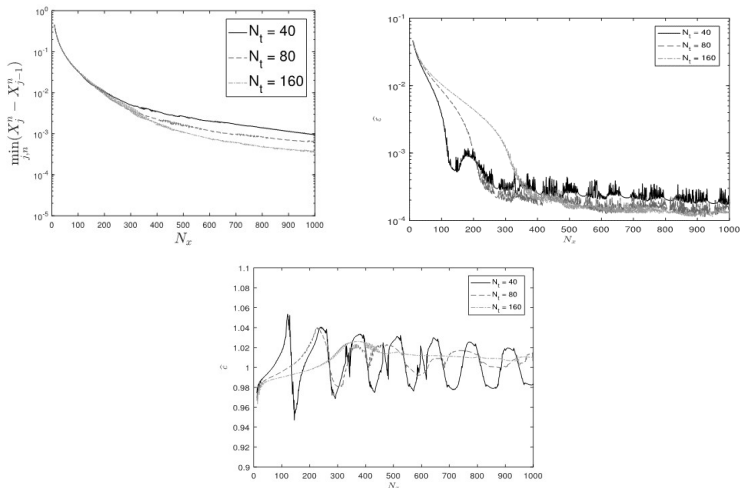 10^0
10^-1
10^-2
10^-3
10^-4
10^-5
min_{j,n}(X_j^n − X_{j−1}^n)
N_t = 40
N_t = 80
N_t = 160
0 100 200 300 400 500 600 700 800 900 1000
N_x
10^-1
10^-2
10^-3
10^-4
ε̃
N_t = 40
N_t = 80
N_t = 160
0 100 200 300 400 500 600 700 800 900 1000
N_x
1.1
1.08
1.06
1.04
1.02
1
0.98
0.96
0.94
0.92
0.9
N_t = 40
N_t = 80
N_t = 160
0 100 200 300 400 500 600 700 800 900 1000